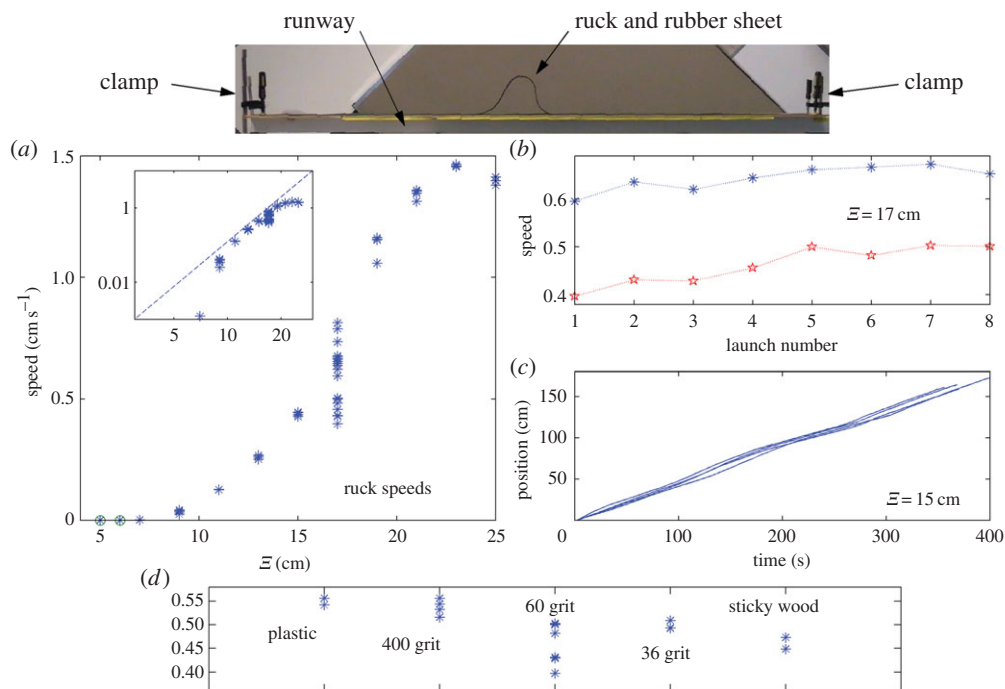 runway
ruck and rubber sheet
clamp
clamp
(a)
1.5
1.0
0.5
0
speed (cm s⁻¹)
1
0.01
5 10 20
ruck speeds
5 10 15 20 25
Ξ (cm)
(b)
0.6
0.5
0.4
speed
Ξ = 17 cm
1 2 3 4 5 6 7 8
launch number
(c)
150
100
50
0
position (cm)
Ξ = 15 cm
100 200 300 400
time (s)
(d)
0.55
0.50
0.45
0.40
plastic
400 grit
60 grit
36 grit
sticky wood